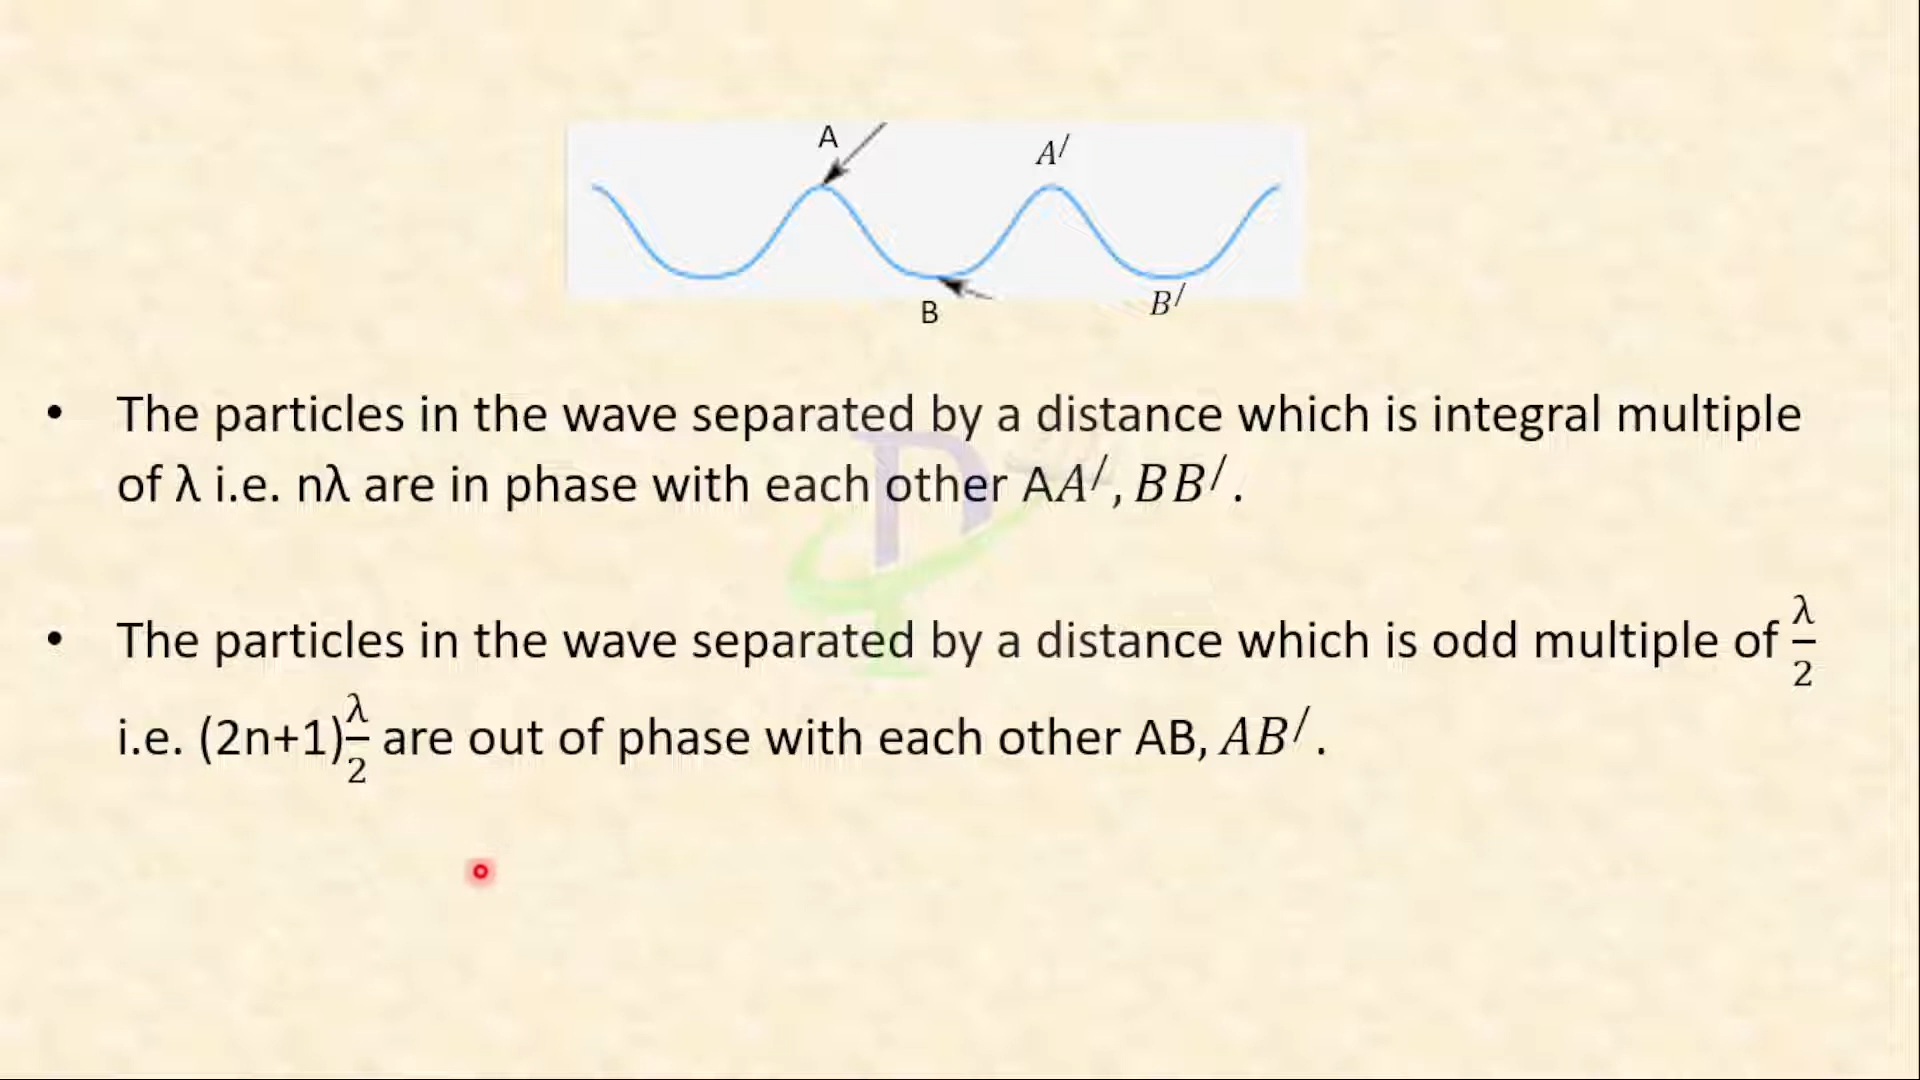 A
A/
B
B/
• The particles in the wave separated by a distance which is integral multiple
of λ i.e. nλ are in phase with each other AA/, BB/.
• The particles in the wave separated by a distance which is odd multiple of λ/2
i.e. (2n+1)λ/2 are out of phase with each other AB, AB/.